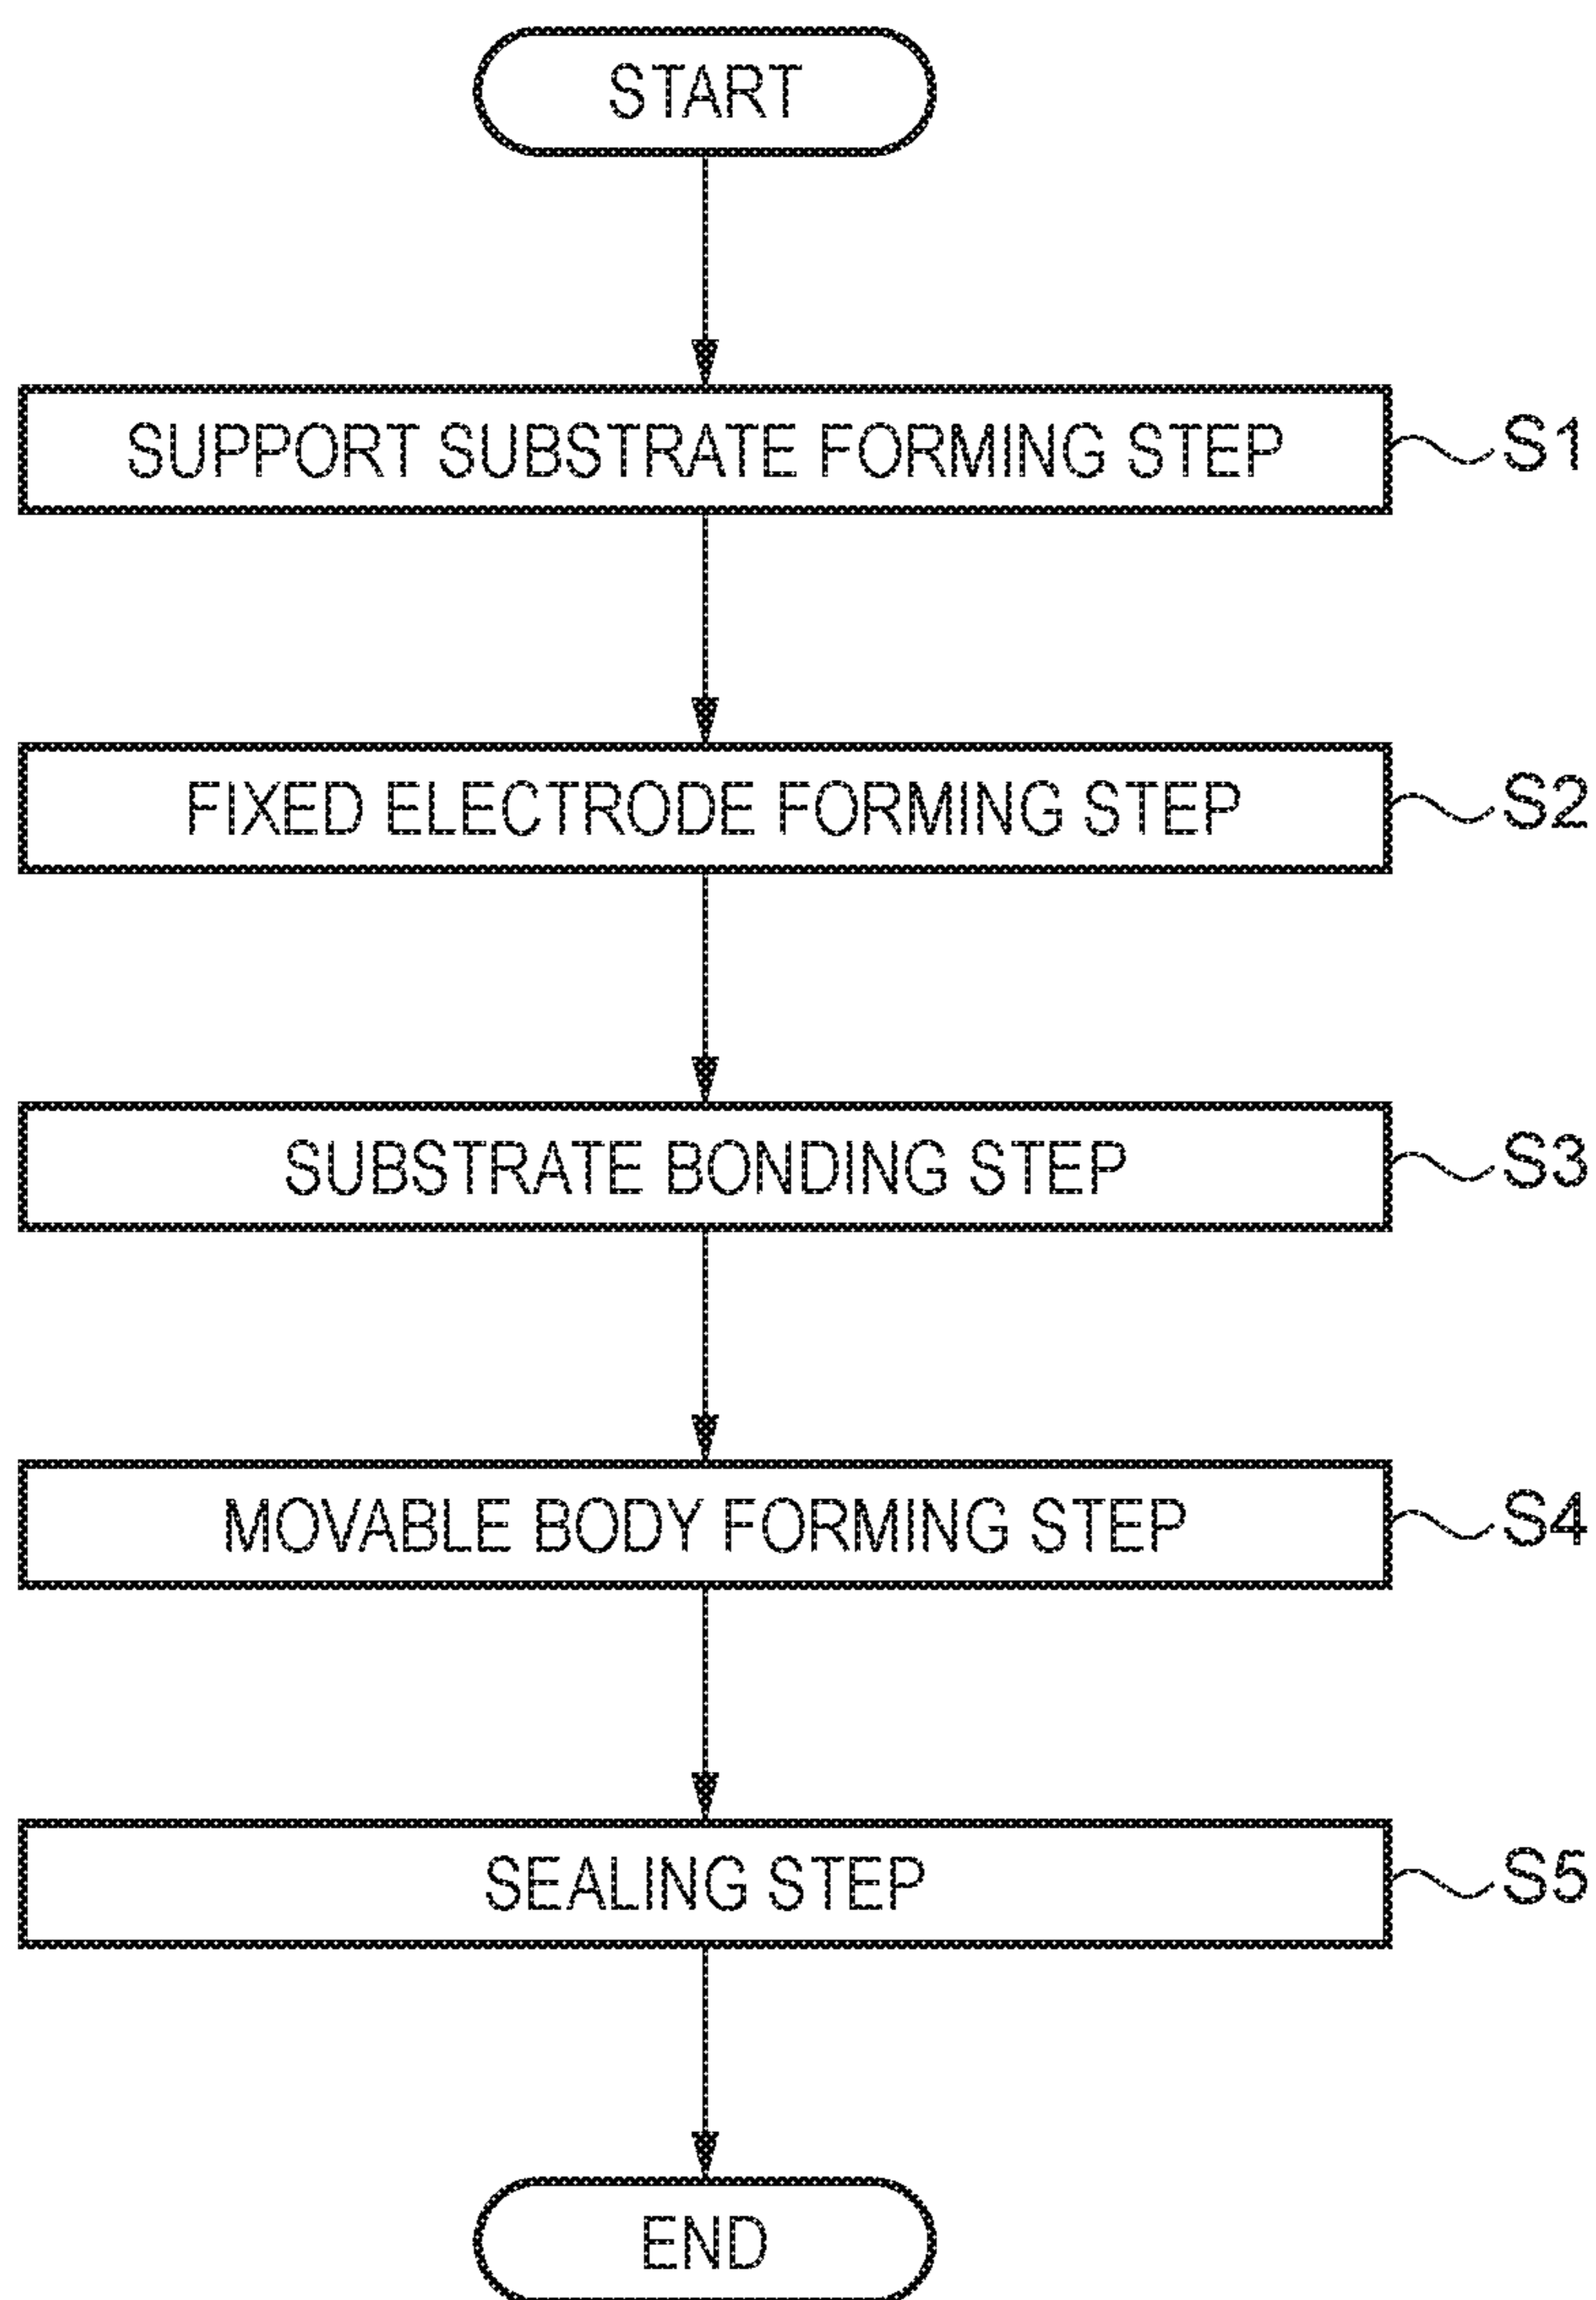 START
SUPPORT SUBSTRATE FORMING STEP S1
FIXED ELECTRODE FORMING STEP S2
SUBSTRATE BONDING STEP S3
MOVABLE BODY FORMING STEP S4
SEALING STEP S5
END